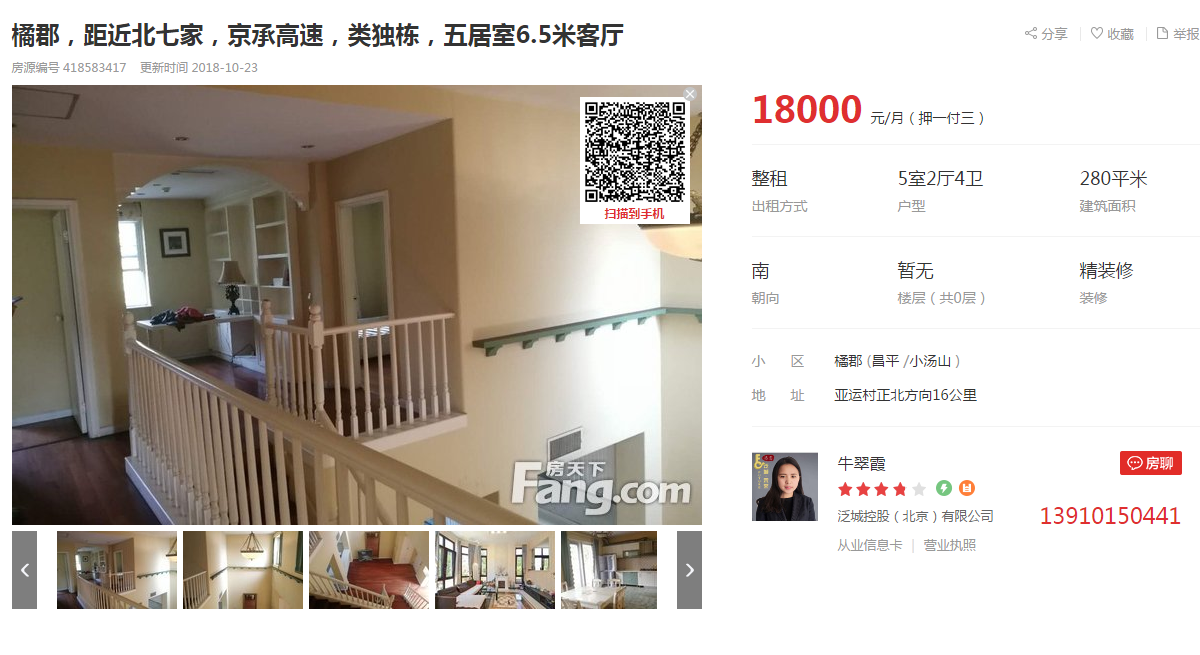 橘郡，距近北七家，京承高速，类独栋，五居室6.5米客厅
分享 收藏 举报
房源编号 418583417 更新时间 2018-10-23
扫描到手机
房天下
Fang.com
18000 元/月（押一付三）
整租 5室2厅4卫 280平米
出租方式 户型 建筑面积
南 暂无 精装修
朝向 楼层（共0层） 装修
小 区 橘郡 (昌平 /小汤山 )
地 址 亚运村正北方向16公里
牛翠霞 房聊
泛城控股（北京）有限公司 13910150441
从业信息卡 | 营业执照